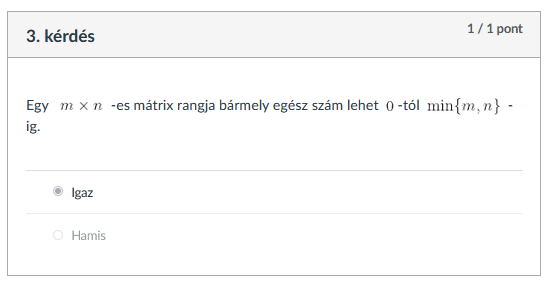 3. kérdés
1 / 1 pont
Egy m × n -es mátrix rangja bármely egész szám lehet 0 -tól min{m, n} -
ig.
Igaz
Hamis